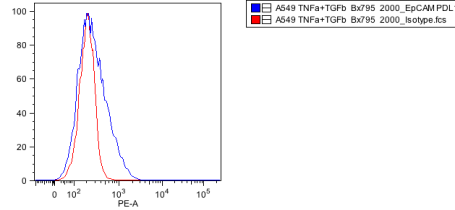 A549 TNFa+TGFb Bx795 2000_EpCAM PDL
A549 TNFa+TGFb Bx795 2000_Isotype.fcs
100
80
60
40
20
0
0 10² 10³ 10⁴ 10⁵
PE-A